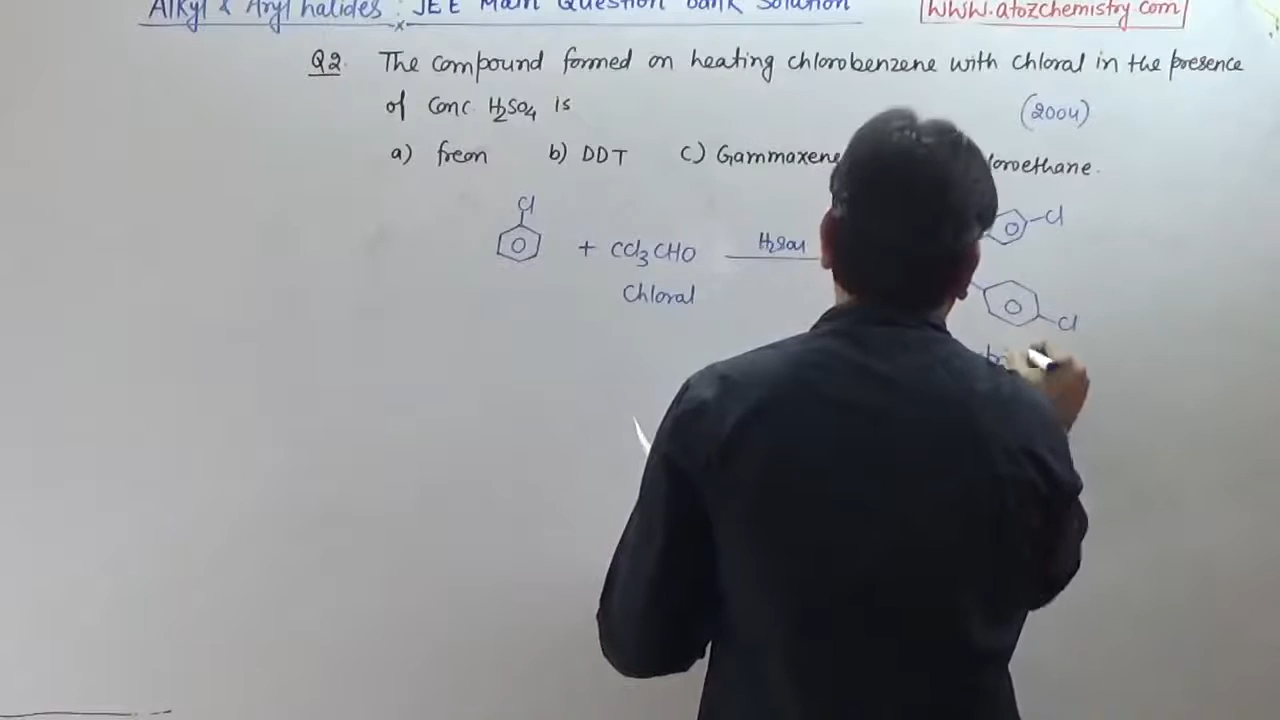 Alkyl & Aryl halides : JEE Main Question bank Solution
www.atozchemistry.com
Q2. The compound formed on heating chlorobenzene with chloral in the presence
of Conc. H2SO4 is (2004)
a) freon b) DDT c) Gammaxene loroethane.
Cl
+ CCl3CHO H2SO4
Chloral
Cl
Cl